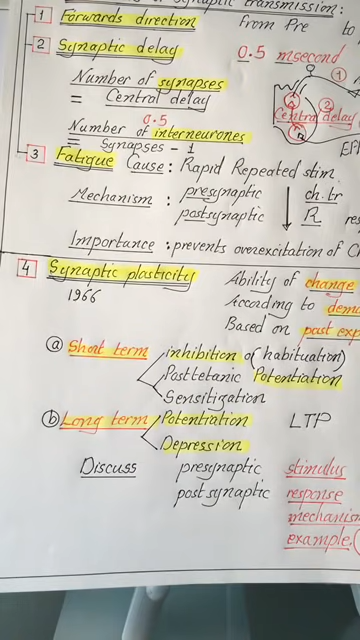 synaptic transmission:
1 Forwards direction from Pre to
2 Synaptic delay 0.5 msecond
Number of synapses = Central delay 0.5
Central delay
1
2
Number of interneurones = Synapses - 1
3 Fatigue Cause: Rapid Repeated stim.
Mechanism: presynaptic ch.tr
postsynaptic R
Importance: prevents overexcitation of
4 Synaptic plasticity Ability of change
1966 According to
Based on past
a Short term inhibition of (habituation)
Posttetanic Potentiation
Sensitization
b Long term Potentiation LTP
Depression
Discuss presynaptic stimulus
postsynaptic response
example.